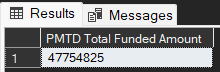 Results Messages
PMTD Total Funded Amount
1 47754825